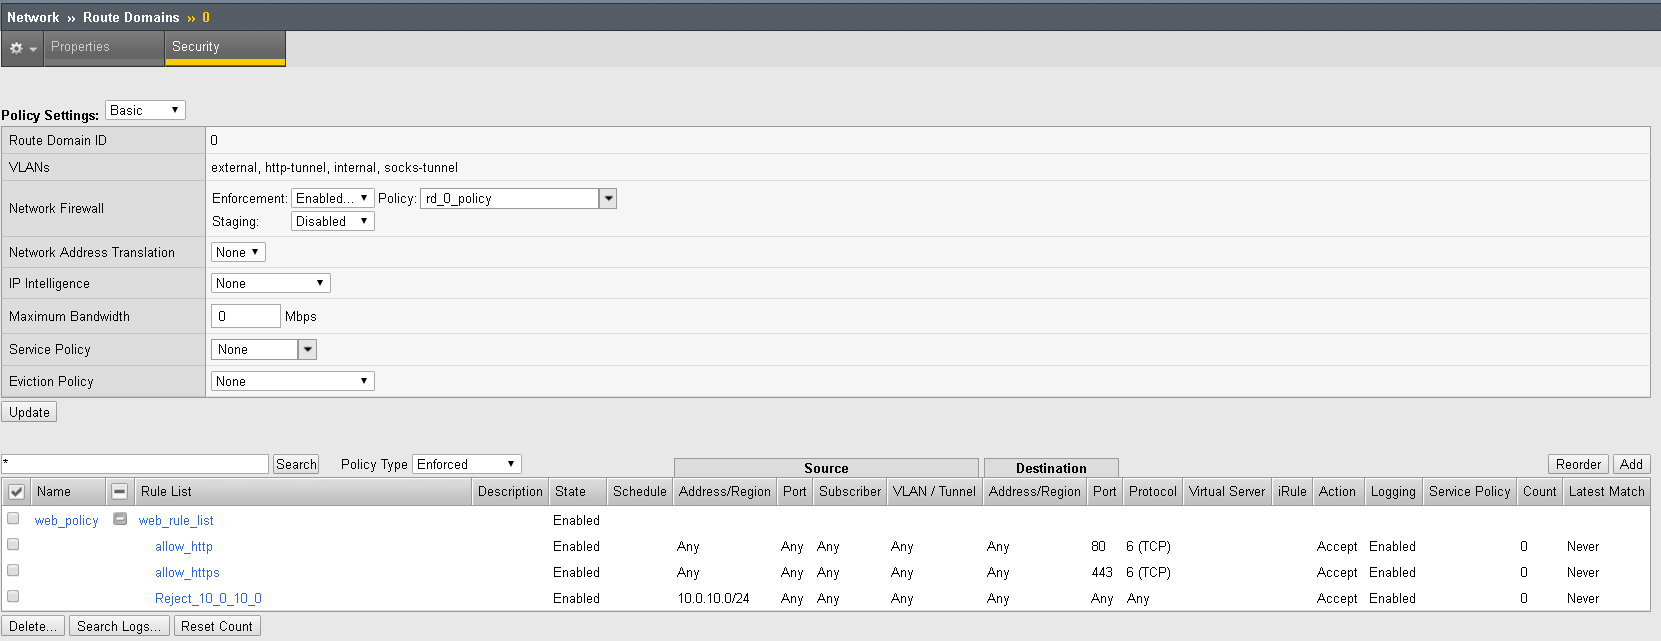 Network » Route Domains » 0
Properties Security
Policy Settings: Basic
Route Domain ID 0
VLANs external, http-tunnel, internal, socks-tunnel
Network Firewall Enforcement: Enabled... Policy: rd_0_policy
Staging: Disabled
Network Address Translation None
IP Intelligence None
Maximum Bandwidth 0 Mbps
Service Policy None
Eviction Policy None
Update
* Search Policy Type Enforced Source Destination Reorder Add
Name Rule List Description State Schedule Address/Region Port Subscriber VLAN / Tunnel Address/Region Port Protocol Virtual Server iRule Action Logging Service Policy Count Latest Match
web_policy web_rule_list Enabled
allow_http Enabled Any Any Any Any Any 80 6 (TCP) Accept Enabled 0 Never
allow_https Enabled Any Any Any Any Any 443 6 (TCP) Accept Enabled 0 Never
Reject_10_0_10_0 Enabled 10.0.10.0/24 Any Any Any Any Any Any Accept Enabled 0 Never
Delete... Search Logs... Reset Count